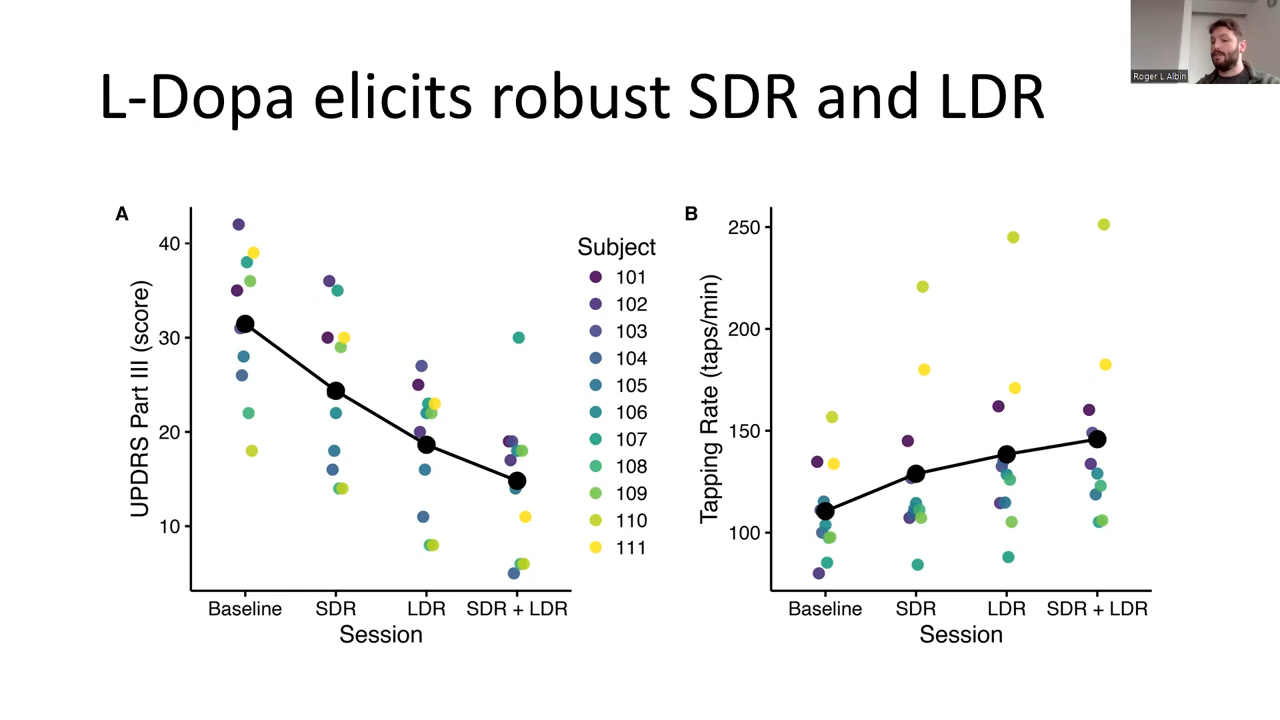 L-Dopa elicits robust SDR and LDR
Roger L Albin
A
UPDRS Part III (score)
40
30
20
10
Baseline SDR LDR SDR + LDR
Session
Subject
101
102
103
104
105
106
107
108
109
110
111
B
Tapping Rate (taps/min)
250
200
150
100
Baseline SDR LDR SDR + LDR
Session